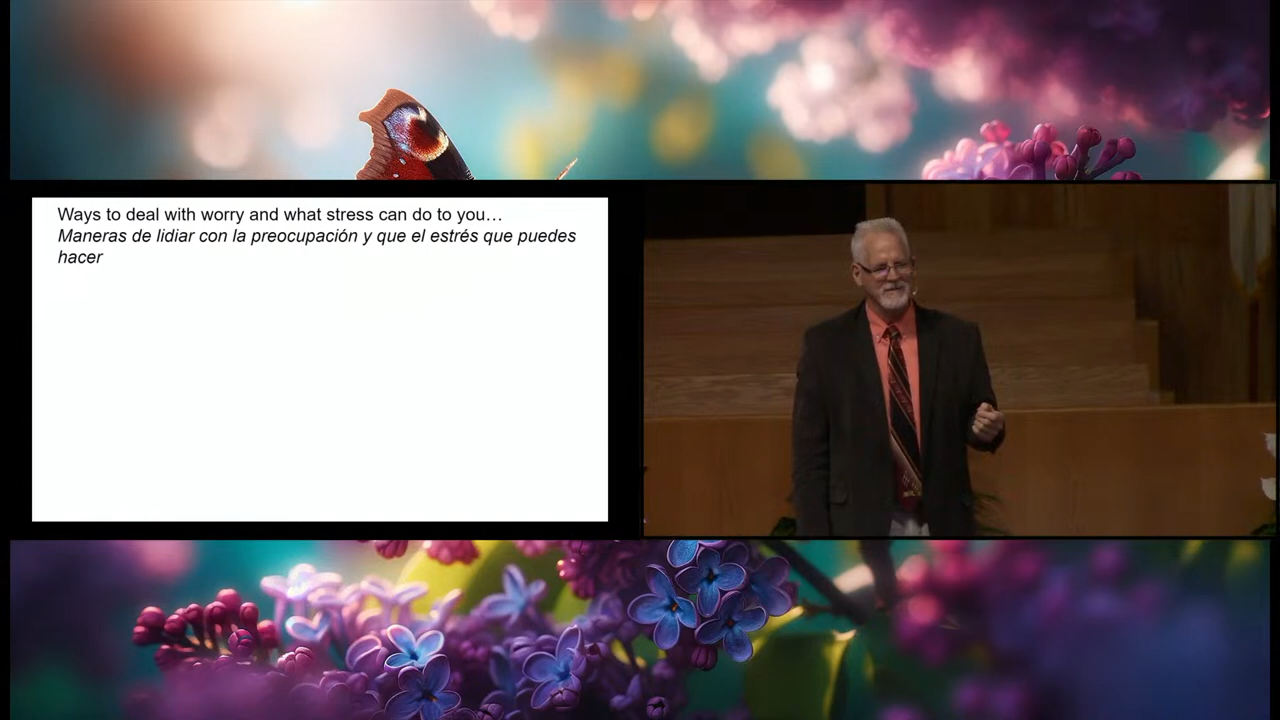 Ways to deal with worry and what stress can do to you…
Maneras de lidiar con la preocupación y que el estrés que puedes
hacer